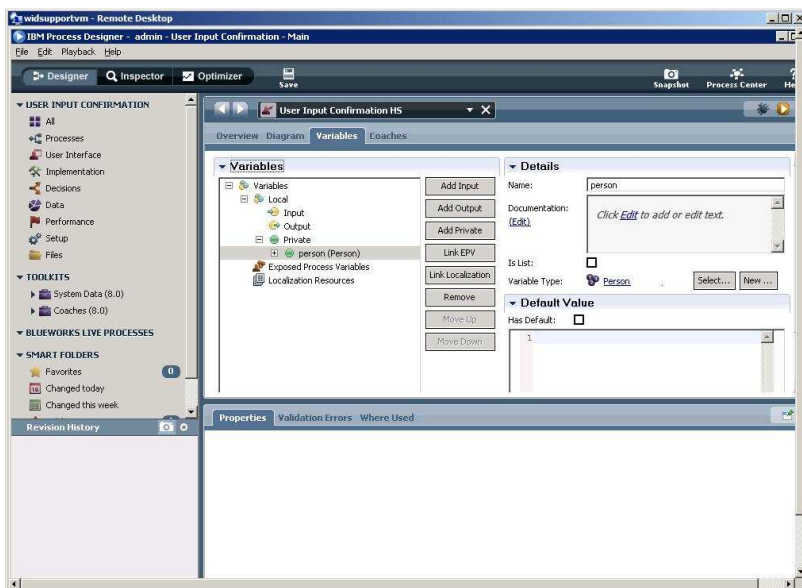 widsupportvm - Remote Desktop
IBM Process Designer - admin - User Input Confirmation - Main
File Edit Playback Help
Designer Inspector Optimizer Save Snapshot Process Center
USER INPUT CONFIRMATION
All
Processes
User Interface
Implementation
Decisions
Data
Performance
Setup
Files
TOOLKITS
System Data (8.0)
Coaches (8.0)
BLUEWORKS LIVE PROCESSES
SMART FOLDERS
Favorites 0
Changed today
Changed this week
Revision History
User Input Confirmation HS
Overview Diagram Variables Coaches
Variables
Variables
Local
Input
Output
Private
person (Person)
Exposed Process Variables
Localization Resources
Add Input
Add Output
Add Private
Link EPV
Link Localization
Remove
Move Up
Move Down
Details
Name: person
Documentation: (Edit)
Click Edit to add or edit text.
Is List:
Variable Type: Person Select... New ...
Default Value
Has Default:
1
Properties Validation Errors Where Used